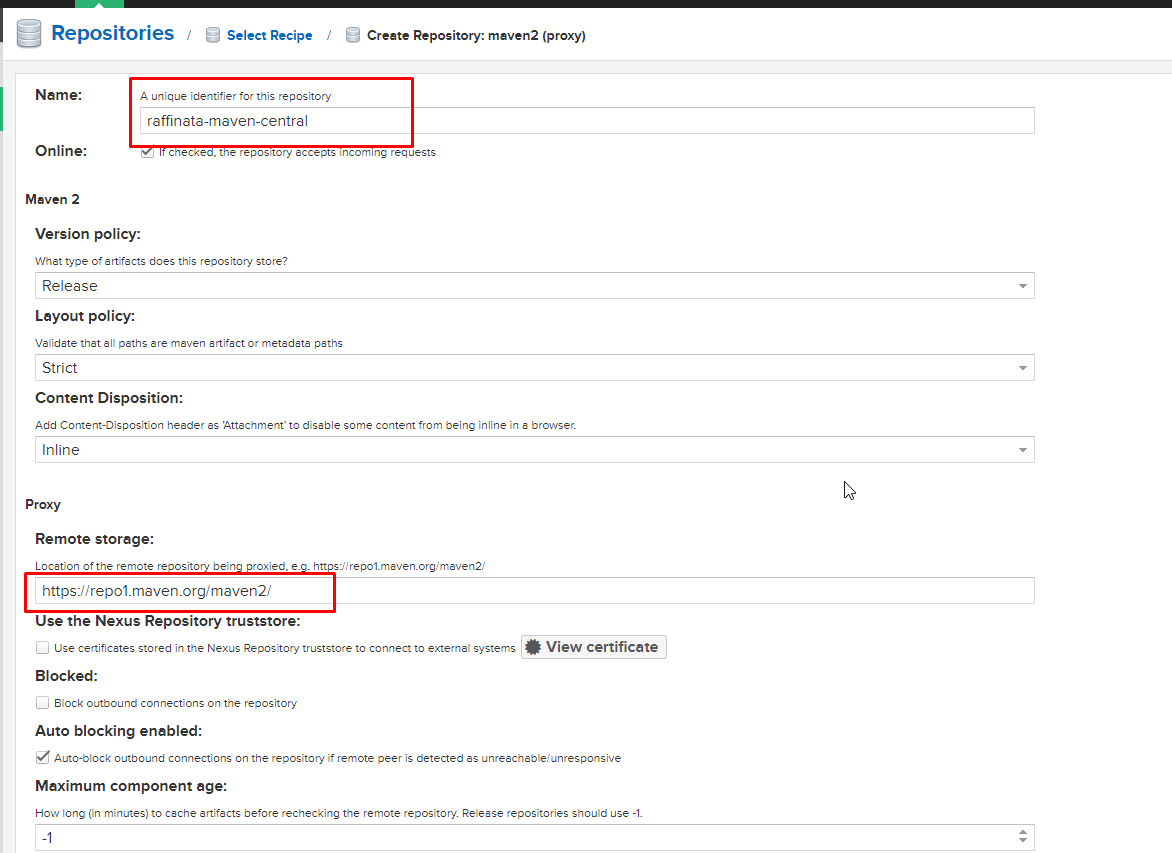 Repositories / Select Recipe / Create Repository: maven2 (proxy)
Name:
A unique identifier for this repository
raffinata-maven-central
Online:
If checked, the repository accepts incoming requests
Maven 2
Version policy:
What type of artifacts does this repository store?
Release
Layout policy:
Validate that all paths are maven artifact or metadata paths
Strict
Content Disposition:
Add Content-Disposition header as 'Attachment' to disable some content from being inline in a browser.
Inline
Proxy
Remote storage:
Location of the remote repository being proxied, e.g. https://repo1.maven.org/maven2/
https://repo1.maven.org/maven2/
Use the Nexus Repository truststore:
Use certificates stored in the Nexus Repository truststore to connect to external systems View certificate
Blocked:
Block outbound connections on the repository
Auto blocking enabled:
Auto-block outbound connections on the repository if remote peer is detected as unreachable/unresponsive
Maximum component age:
How long (in minutes) to cache artifacts before rechecking the remote repository. Release repositories should use -1.
-1